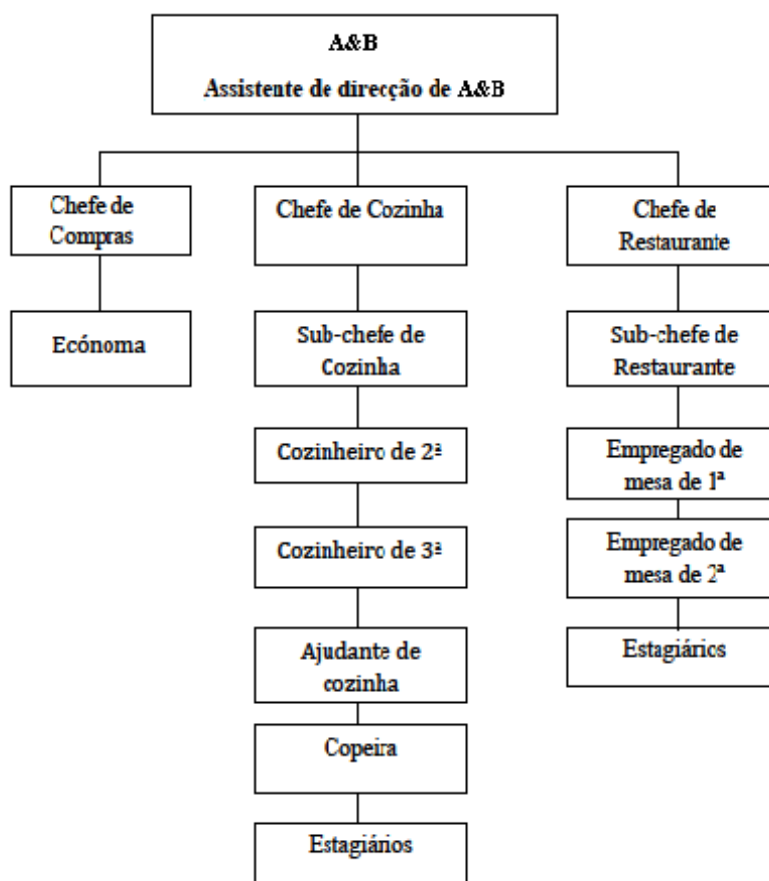 A&B
Assistente de direcção de A&B
Chefe de
Compras
Chefe de Cozinha
Chefe de
Restaurante
Ecónoma
Sub-chefe de
Cozinha
Sub-chefe de
Restaurante
Cozinheiro de 2ª
Empregado de
mesa de 1ª
Cozinheiro de 3ª
Empregado de
mesa de 2ª
Ajudante de
cozinha
Estagiários
Copeira
Estagiários